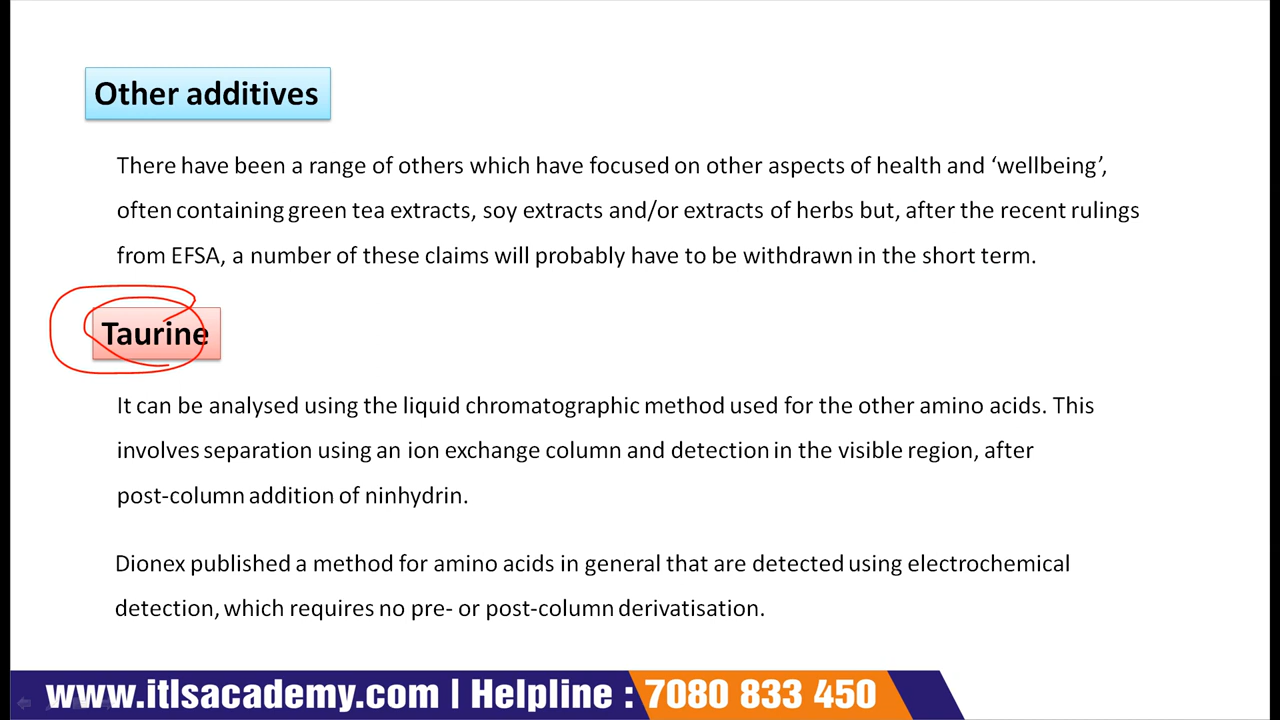 Other additives
There have been a range of others which have focused on other aspects of health and ‘wellbeing’,
often containing green tea extracts, soy extracts and/or extracts of herbs but, after the recent rulings
from EFSA, a number of these claims will probably have to be withdrawn in the short term.
Taurine
It can be analysed using the liquid chromatographic method used for the other amino acids. This
involves separation using an ion exchange column and detection in the visible region, after
post-column addition of ninhydrin.
Dionex published a method for amino acids in general that are detected using electrochemical
detection, which requires no pre- or post-column derivatisation.
www.itlsacademy.com | Helpline : 7080 833 450